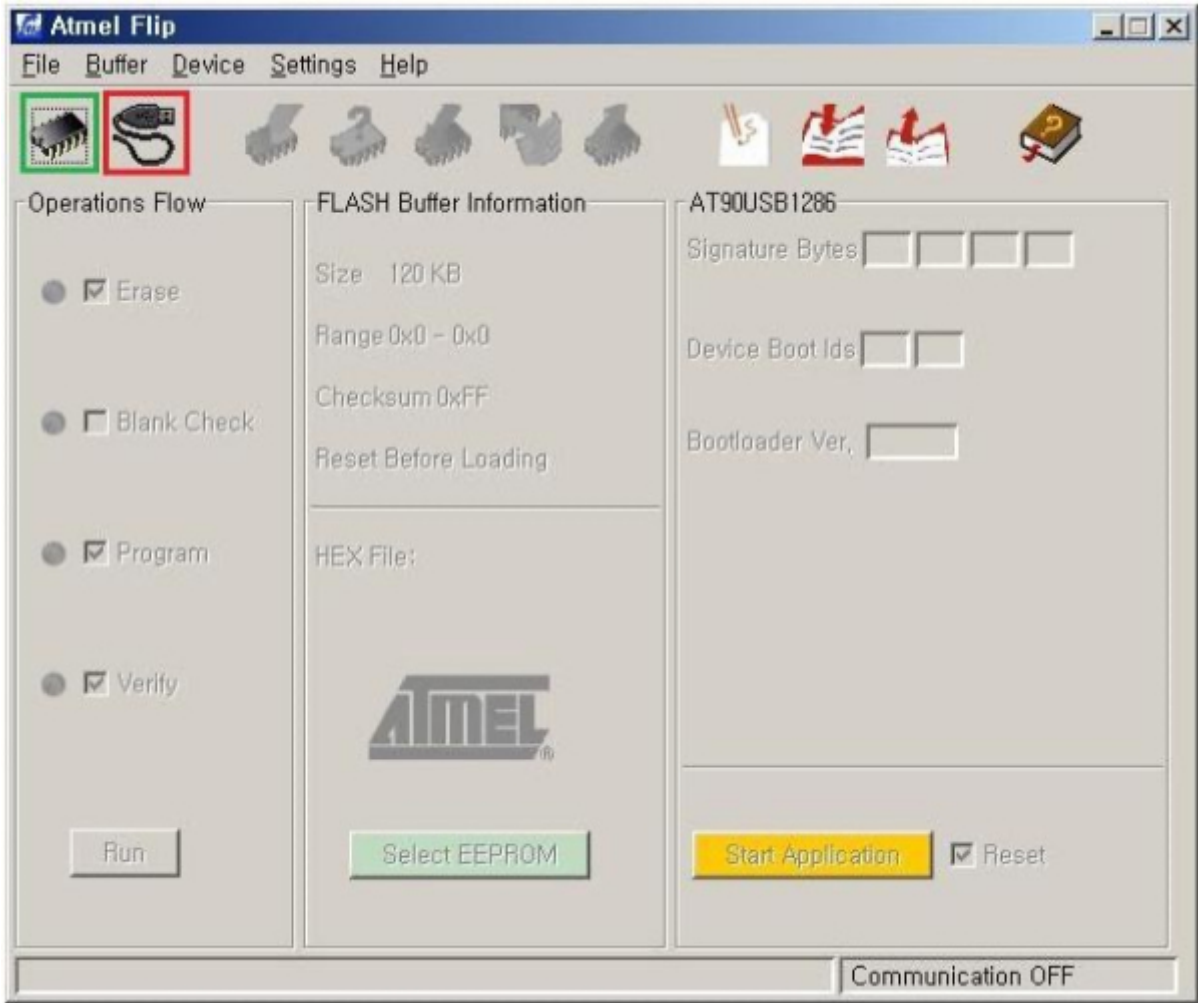 Atmel Flip
File Buffer Device Settings Help
Operations Flow
Erase
Blank Check
Program
Verify
Run
FLASH Buffer Information
Size 120 KB
Range 0x0 - 0x0
Checksum 0xFF
Reset Before Loading
HEX File:
ATMEL®
Select EEPROM
AT90USB1286
Signature Bytes
Device Boot Ids
Bootloader Ver,
Start Application Reset
Communication OFF